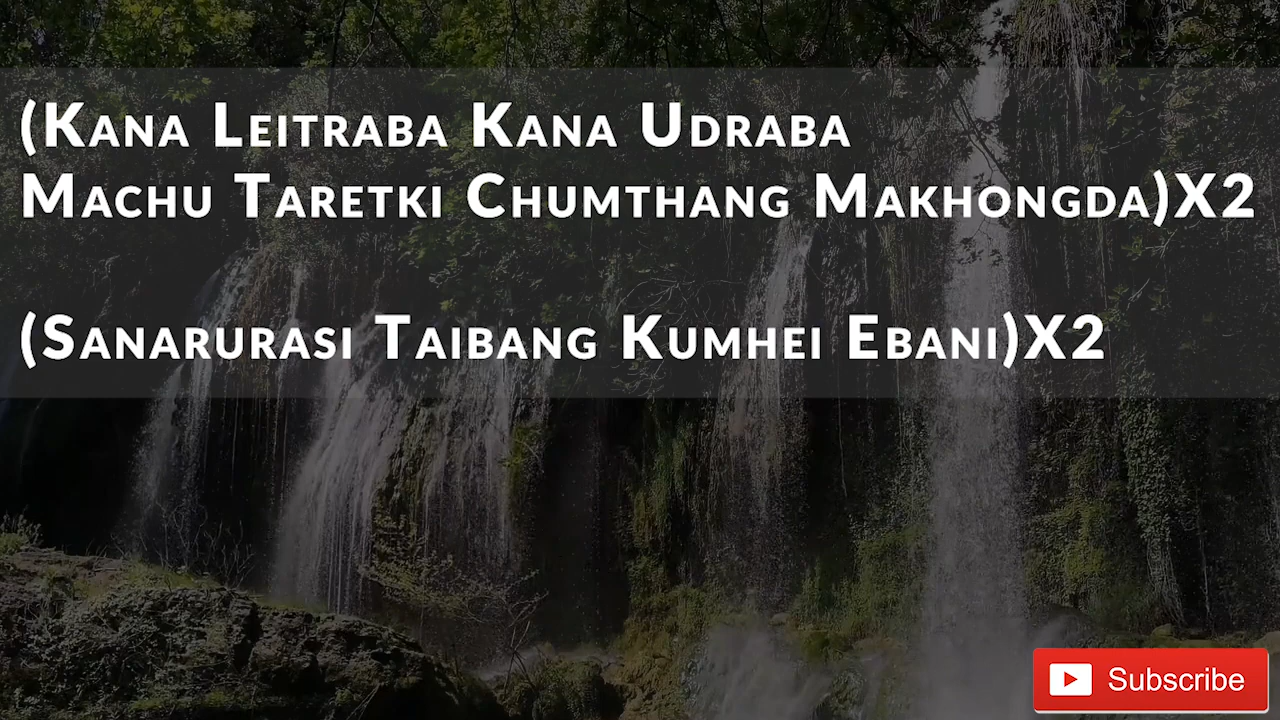 (Kana Leitraba Kana Udraba
Machu Taretki Chumthang Makhongda)X2
(Sanarurasi Taibang Kumhei Ebani)X2
Subscribe